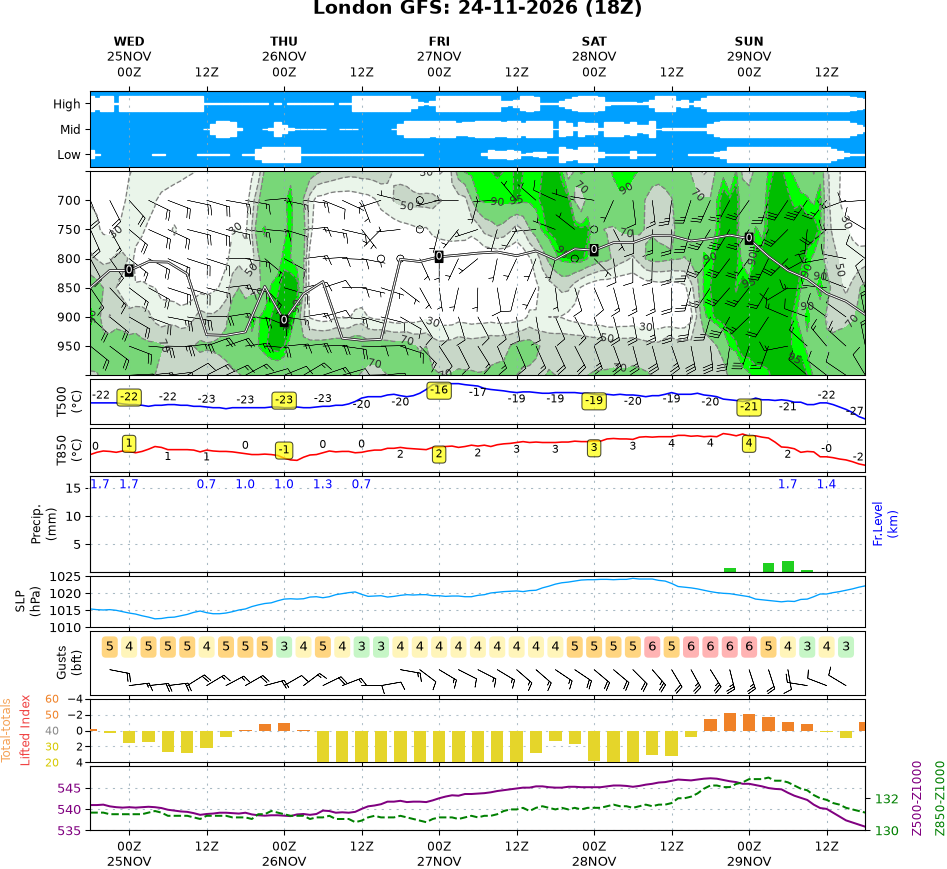 London GFS: 24-11-2026 (18Z)
WED THU FRI SAT SUN
25NOV 26NOV 27NOV 28NOV 29NOV
00Z 12Z 00Z 12Z 00Z 12Z 00Z 12Z 00Z 12Z
High
Mid
Low
700
750
800
850
900
950
0 0 0 0 0
T500 (°C)
-22 -22 -22 -23 -23 -23 -20 -20 -16 -17 -19 -19 -19 -20 -19 -20 -21 -21 -22 -27
T850 (°C)
0 1 1 1 0 -1 0 0 2 2 2 3 3 3 3 4 4 4 2 -0 -2
1.7 1.7 0.7 1.0 1.0 1.3 0.7 1.7 1.4
Precip. (mm)
15
10
5
Fr.Level (km)
SLP (hPa)
1025
1020
1015
1010
Gusts (bft)
5 4 5 5 5 4 5 5 5 3 4 5 4 3 3 4 4 4 4 4 4 4 4 4 5 5 5 5 6 5 6 6 6 6 5 4 3 4 3
Total-totals
Lifted Index
60 −4
50 −2
40 0
30 2
20 4
545
540
535
132
130
Z500-Z1000
Z850-Z1000
00Z 12Z 00Z 12Z 00Z 12Z 00Z 12Z 00Z 12Z
25NOV 26NOV 27NOV 28NOV 29NOV